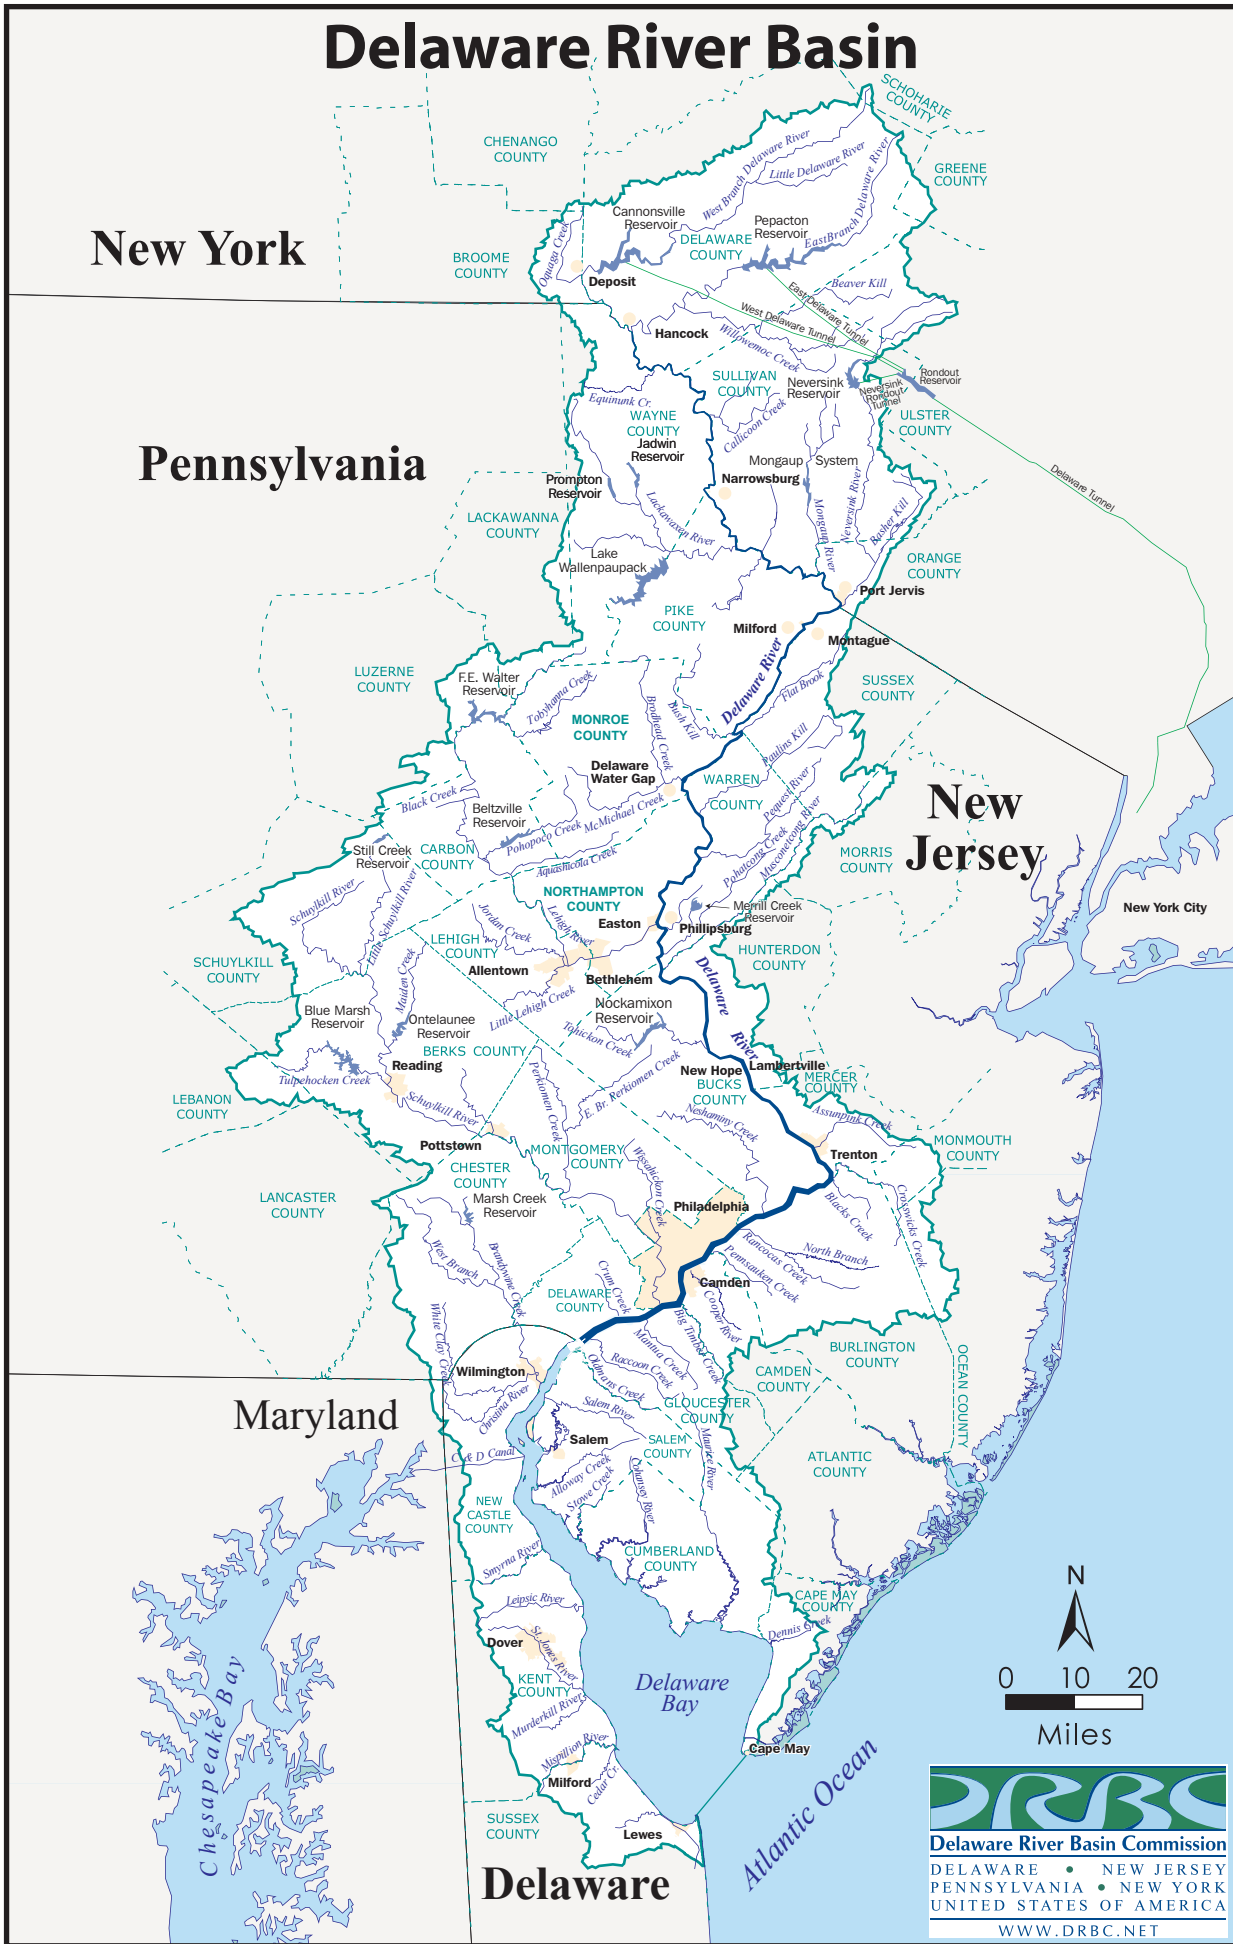 Delaware River Basin
SCHOHARIE
COUNTY
CHENANGO
COUNTY
GREENE
COUNTY
West Branch Delaware River
Little Delaware River
EastBranch Delaware River
Cannonsville
Reservoir
Pepacton
Reservoir
New York
DELAWARE
COUNTY
BROOME
COUNTY
Oquaga Creek
Deposit
Beaver Kill
East Delaware Tunnel
West Delaware Tunnel
Hancock
Willowemoc Creek
SULLIVAN
COUNTY
Neversink
Reservoir
Rondout
Reservoir
Neversink
Rondout
Tunnel
ULSTER
COUNTY
Equinunk Cr.
WAYNE
COUNTY
Callicoon Creek
Jadwin
Reservoir
Pennsylvania
Mongaup System
Prompton
Reservoir
Narrowsburg
Delaware Tunnel
Lackawaxen River
Mongaup River
Neversink River
Basher Kill
LACKAWANNA
COUNTY
Lake
Wallenpaupack
ORANGE
COUNTY
Port Jervis
PIKE
COUNTY
Milford
Montague
Delaware River
LUZERNE
COUNTY
F.E. Walter
Reservoir
Tobyhanna Creek
Brodhead Creek
Bush Kill
Flat Brook
SUSSEX
COUNTY
MONROE
COUNTY
Paulins Kill
Delaware
Water Gap
WARREN
COUNTY
Pequest River
New
Jersey
Black Creek
Beltzville
Reservoir
Pohopoco Creek
McMichael Creek
Aquashicola Creek
Pohatcong Creek
Musconetcong River
Still Creek
Reservoir
CARBON
COUNTY
MORRIS
COUNTY
Schuylkill River
Little Schuylkill River
NORTHAMPTON
COUNTY
Merrill Creek
Reservoir
New York City
Jordan Creek
Lehigh River
Easton
Phillipsburg
LEHIGH
COUNTY
HUNTERDON
COUNTY
SCHUYLKILL
COUNTY
Allentown
Bethlehem
Delaware
River
Maiden Creek
Little Lehigh Creek
Nockamixon
Reservoir
Blue Marsh
Reservoir
Ontelaunee
Reservoir
Tohickon Creek
BERKS COUNTY
Reading
Tulpehocken Creek
Perkiomen Creek
E. Br. Perkiomen Creek
New Hope
Lambertville
BUCKS
COUNTY
MERCER
COUNTY
LEBANON
COUNTY
Schuylkill River
Neshaminy Creek
Assunpink Creek
Pottstown
MONTGOMERY
COUNTY
Trenton
MONMOUTH
COUNTY
CHESTER
COUNTY
Wissahickon Creek
Marsh Creek
Reservoir
LANCASTER
COUNTY
Philadelphia
Blacks Creek
Crosswicks Creek
West Branch
Brandywine Creek
Rancocas Creek
North Branch
Pennsauken Creek
Crum Creek
Camden
DELAWARE
COUNTY
Cooper River
Big Timber Creek
White Clay Creek
Mantua Creek
Raccoon Creek
Oldmans Creek
BURLINGTON
COUNTY
OCEAN COUNTY
Wilmington
CAMDEN
COUNTY
Maryland
Christina River
Salem River
GLOUCESTER
COUNTY
Salem
SALEM
COUNTY
Maurice River
C & D Canal
ATLANTIC
COUNTY
Alloway Creek
Stowe Creek
Cohansey River
NEW
CASTLE
COUNTY
CUMBERLAND
COUNTY
Smyrna River
Leipsic River
CAPE MAY
COUNTY
Dennis Creek
Dover
St. Jones River
KENT
COUNTY
Delaware
Bay
Murderkill River
Chesapeake Bay
Mispillion River
Cape May
Milford
Cedar Cr.
SUSSEX
COUNTY
Lewes
Atlantic Ocean
Delaware
N
0 10 20
Miles
DRBC
Delaware River Basin Commission
DELAWARE • NEW JERSEY
PENNSYLVANIA • NEW YORK
UNITED STATES OF AMERICA
WWW.DRBC.NET